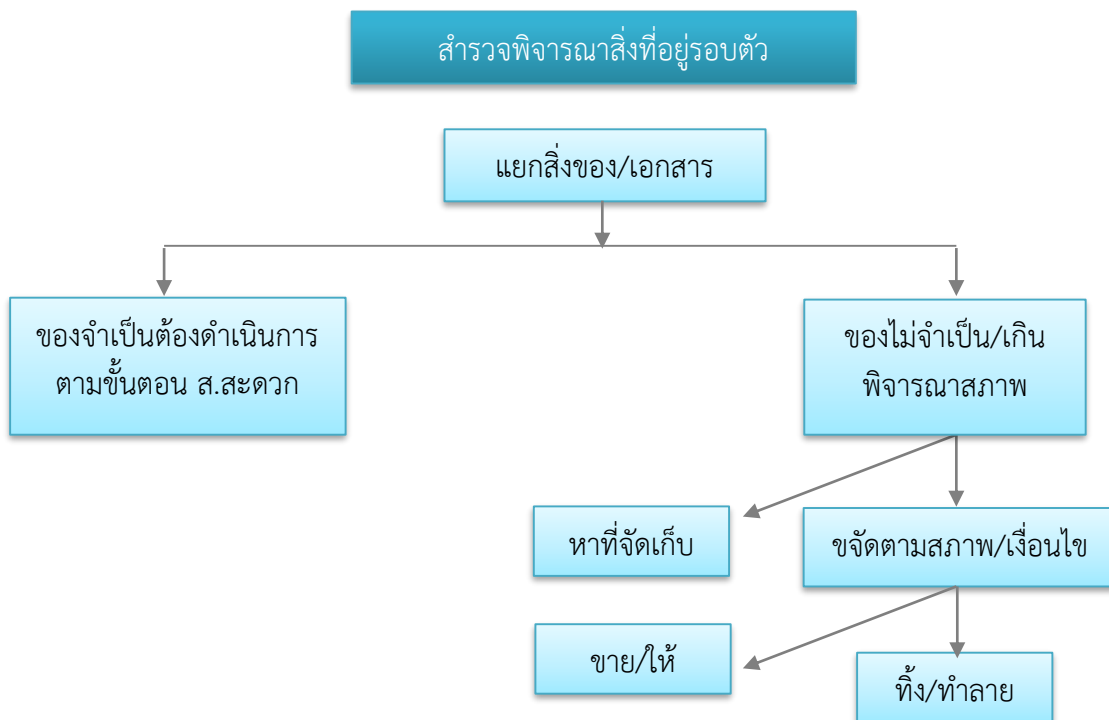 สำรวจพิจารณาสิ่งที่อยู่รอบตัว
แยกสิ่งของ/เอกสาร
ของจำเป็นต้องดำเนินการ
ตามขั้นตอน ส.สะดวก
ของไม่จำเป็น/เกิน
พิจารณาสภาพ
หาที่จัดเก็บ
ขจัดตามสภาพ/เงื่อนไข
ขาย/ให้
ทิ้ง/ทำลาย